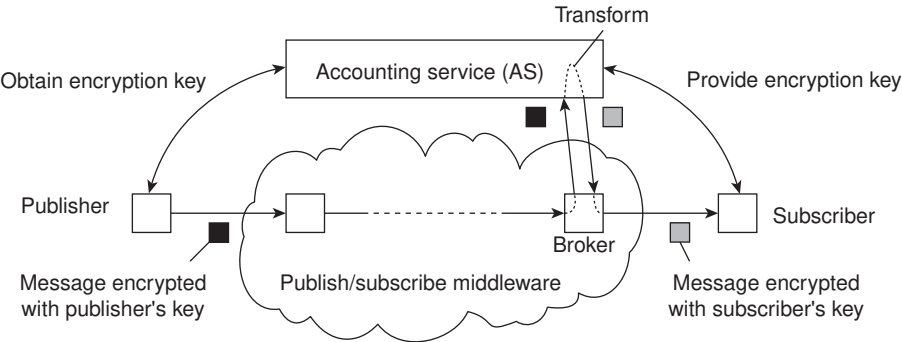 Transform
Accounting service (AS)
Obtain encryption key
Provide encryption key
Publisher
Subscriber
Broker
Message encrypted
with publisher's key
Publish/subscribe middleware
Message encrypted
with subscriber's key